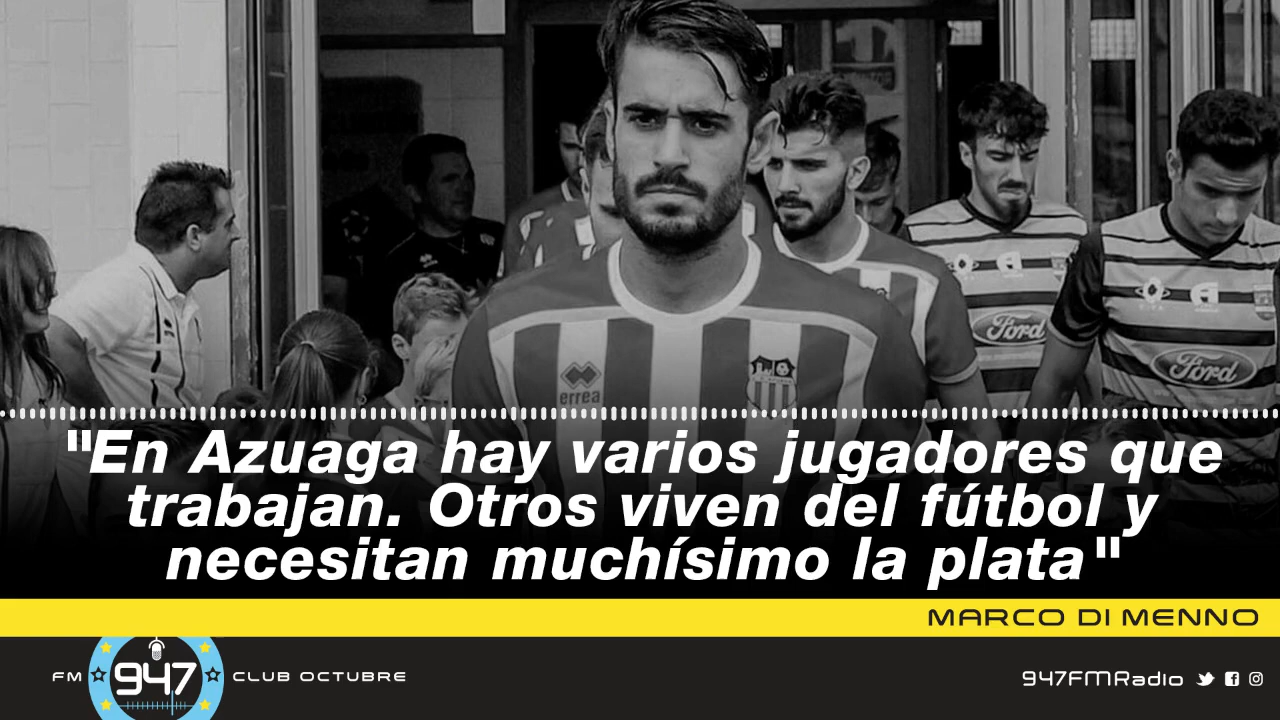 errea
Ford
Ford
"En Azuaga hay varios jugadores que
trabajan. Otros viven del fútbol y
necesitan muchísimo la plata"
MARCO DI MENNO
FM 947 CLUB OCTUBRE
947FMRadio